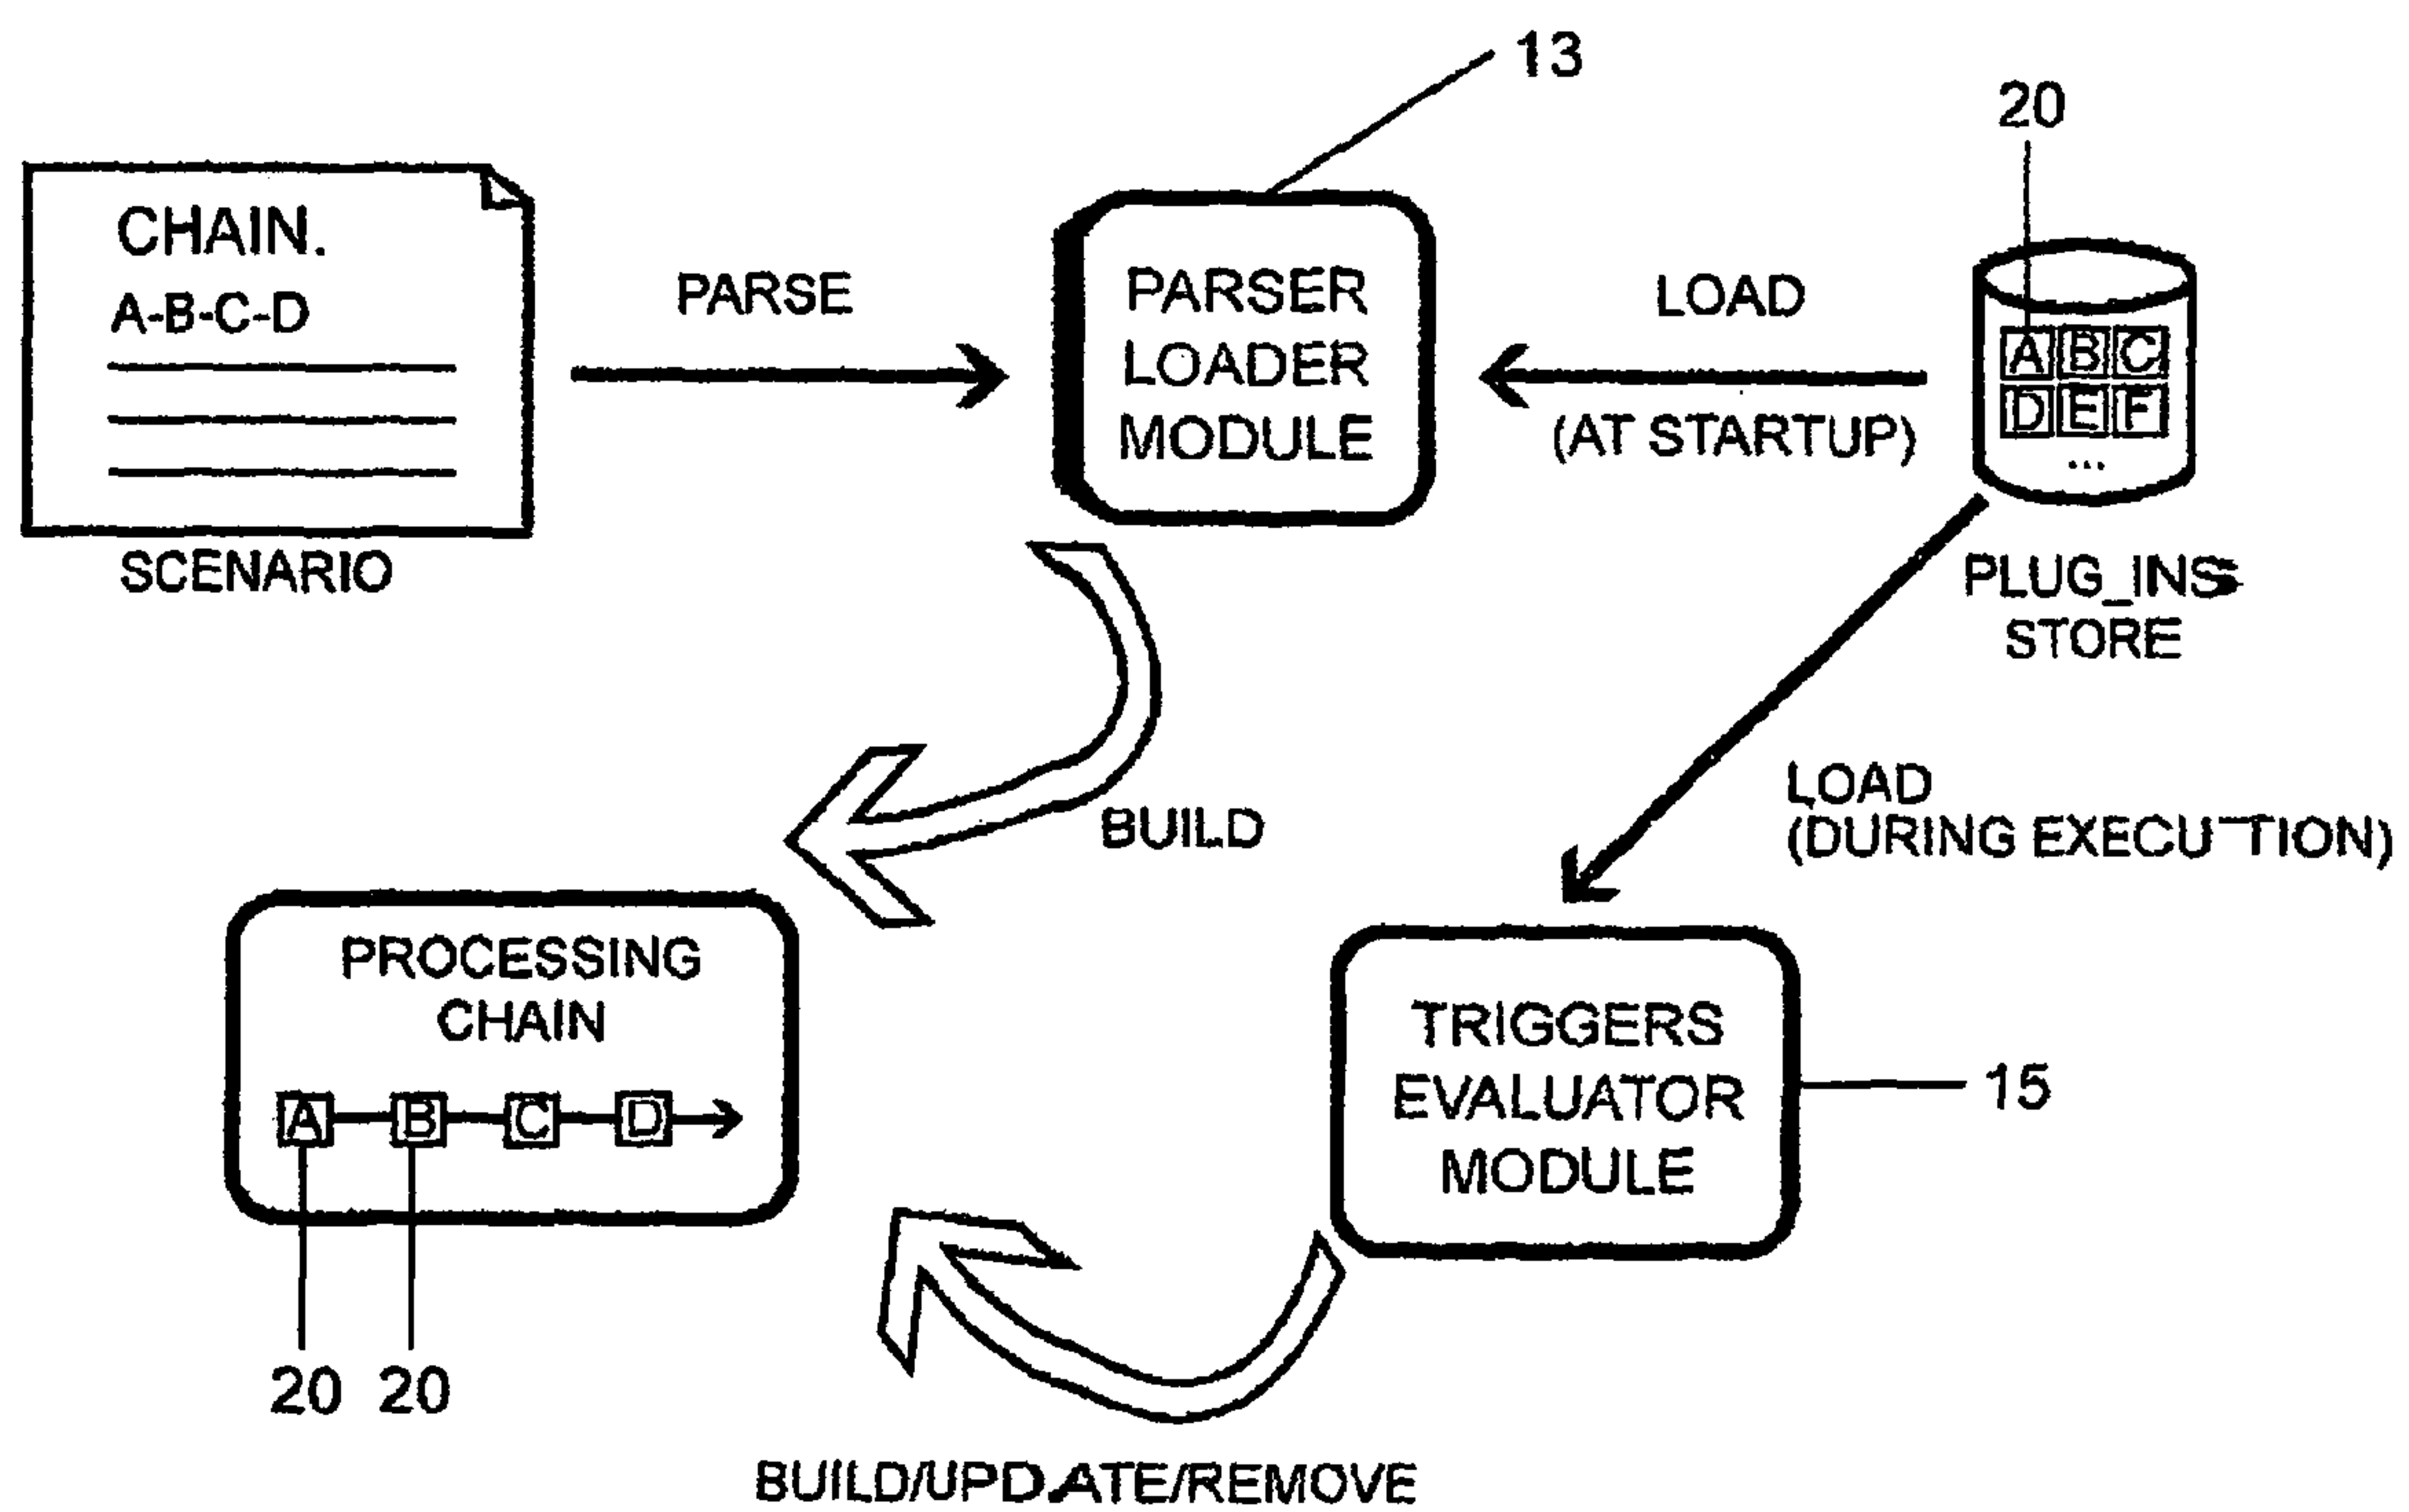 13
20
CHAIN.
A-B-C-D
SCENARIO
PARSE
PARSER
LOADER
MODULE
LOAD
(AT STARTUP)
A B C
D E F
...
PLUG_INS
STORE
BUILD
LOAD
(DURING EXECUTION)
PROCESSING
CHAIN
A B C D
20 20
TRIGGERS
EVALUATOR
MODULE
15
BUILD/UPDATE/REMOVE